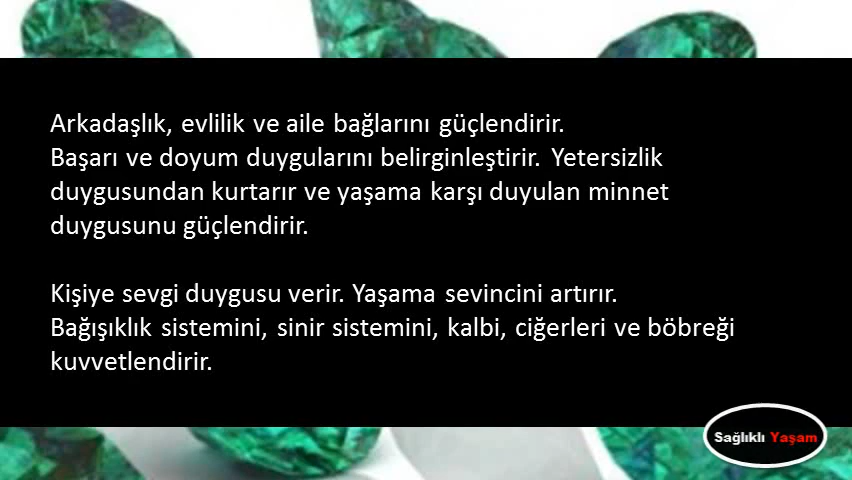 Arkadaşlık, evlilik ve aile bağlarını güçlendirir.
Başarı ve doyum duygularını belirginleştirir. Yetersizlik
duygusundan kurtarır ve yaşama karşı duyulan minnet
duygusunu güçlendirir.
Kişiye sevgi duygusu verir. Yaşama sevincini artırır.
Bağışıklık sistemini, sinir sistemini, kalbi, ciğerleri ve böbreği
kuvvetlendirir.
Sağlıklı Yaşam